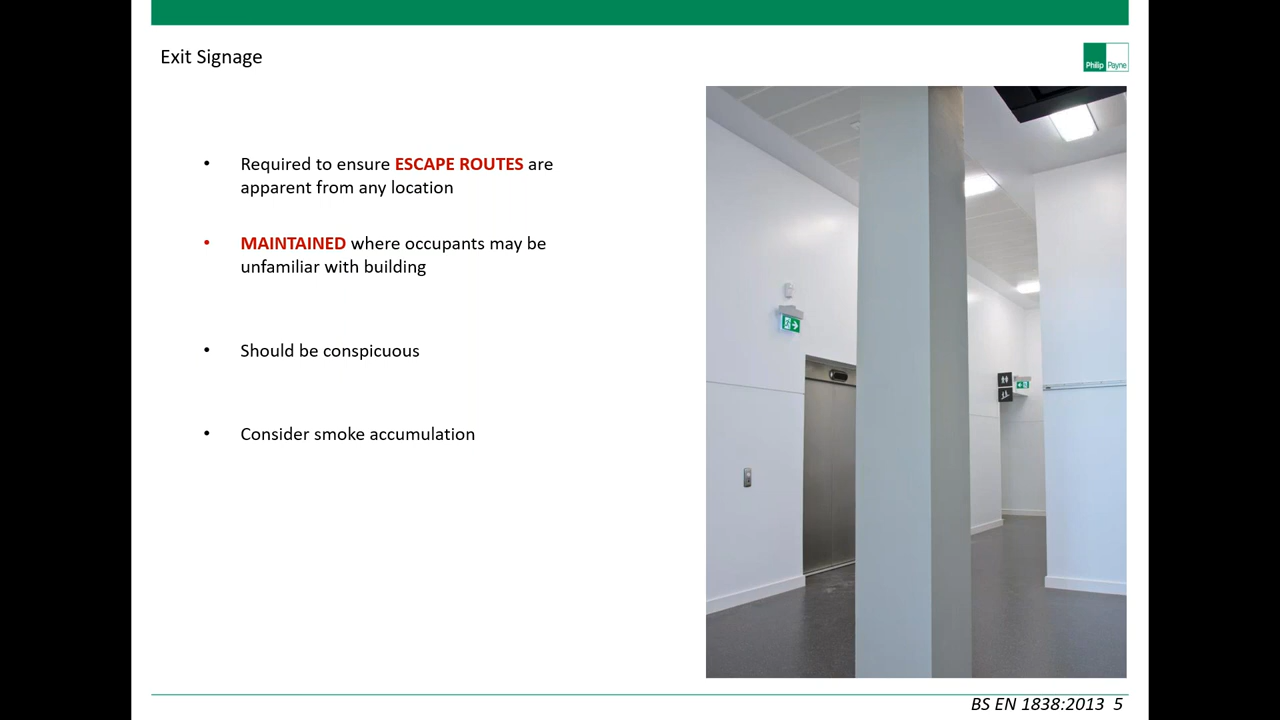 Exit Signage
Philip Payne
• Required to ensure ESCAPE ROUTES are
apparent from any location
• MAINTAINED where occupants may be
unfamiliar with building
• Should be conspicuous
• Consider smoke accumulation
BS EN 1838:2013 5